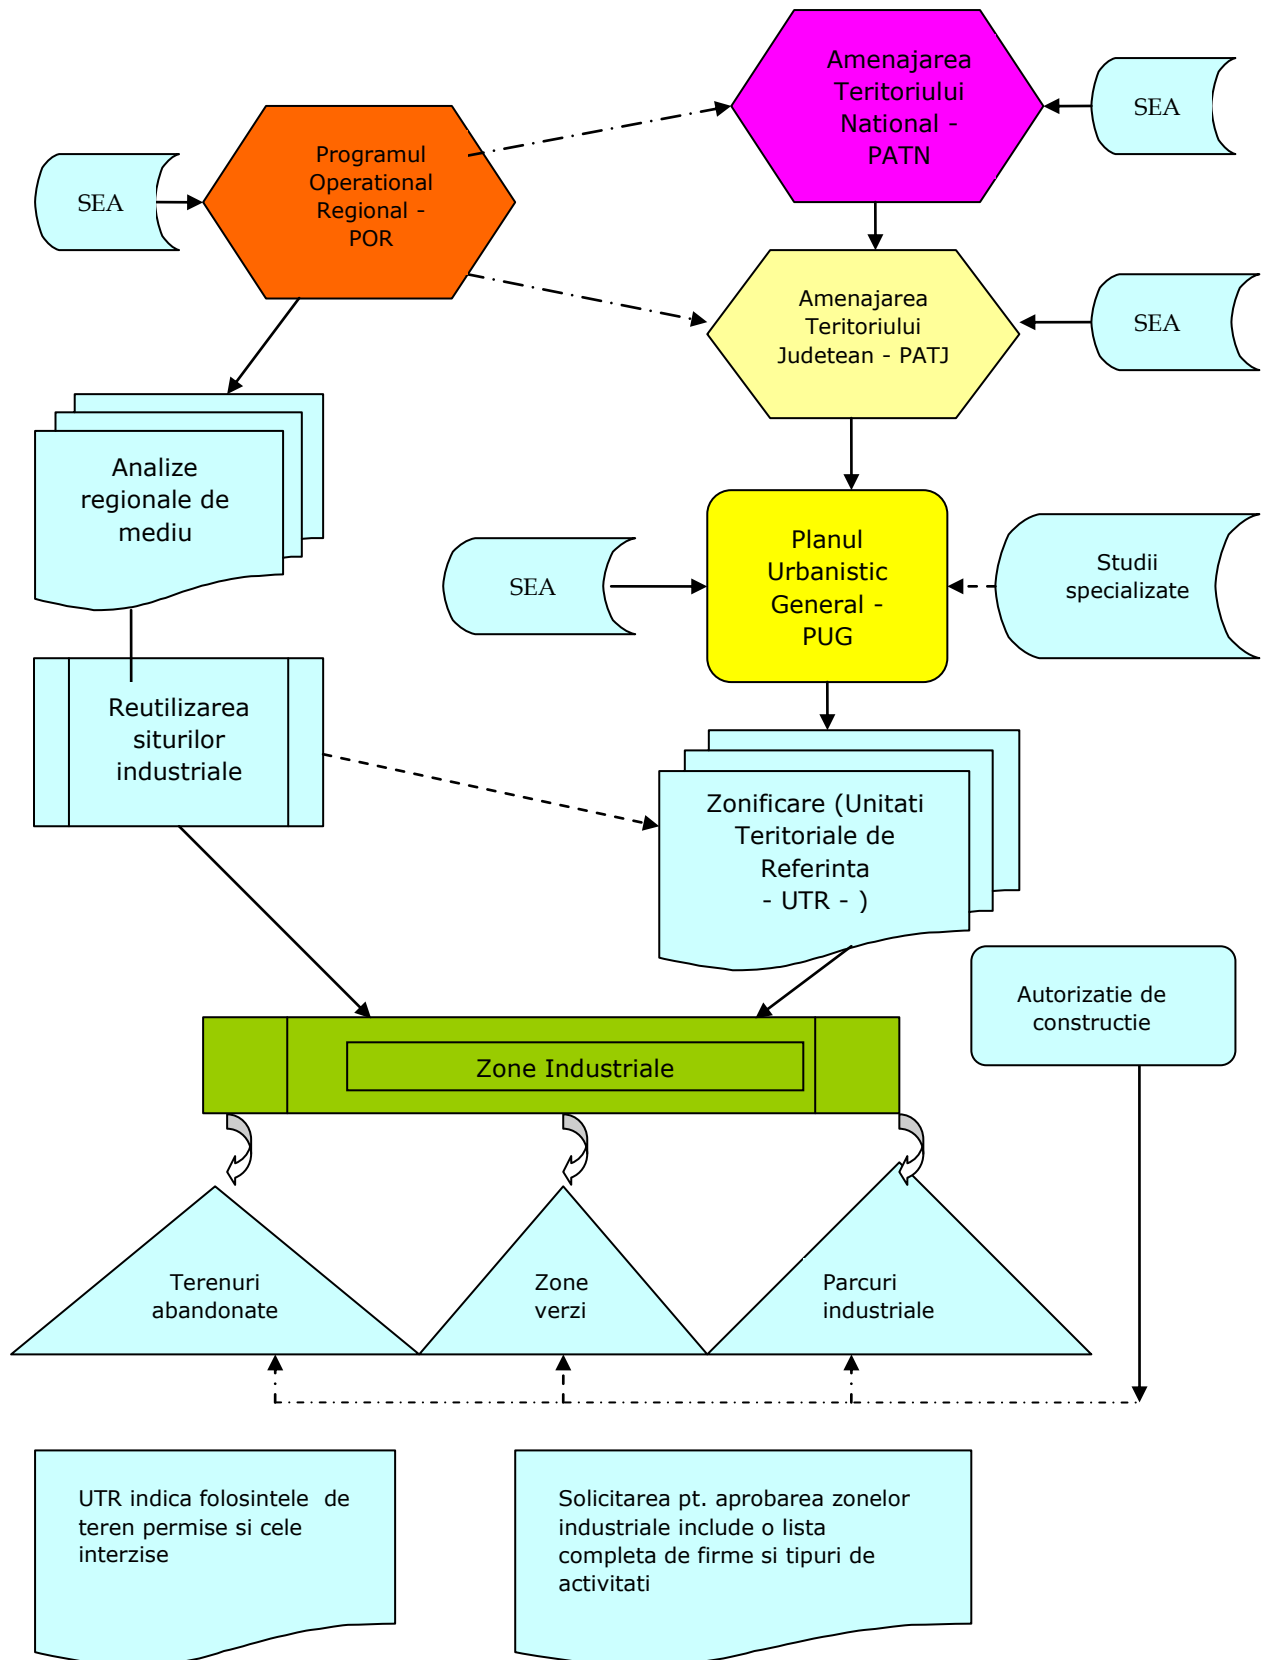 Amenajarea
Teritoriului
National -
PATN
SEA
Programul
Operational
Regional -
POR
SEA
Amenajarea
Teritoriului
Judetean - PATJ
SEA
Analize
regionale de
mediu
Planul
Urbanistic
General -
PUG
SEA
Studii
specializate
Reutilizarea
siturilor
industriale
Zonificare (Unitati
Teritoriale de
Referinta
- UTR - )
Autorizatie de
constructie
Zone Industriale
Terenuri
abandonate
Zone
verzi
Parcuri
industriale
UTR indica folosintele  de
teren permise si cele
interzise
Solicitarea pt. aprobarea zonelor
industriale include o lista
completa de firme si tipuri de
activitati